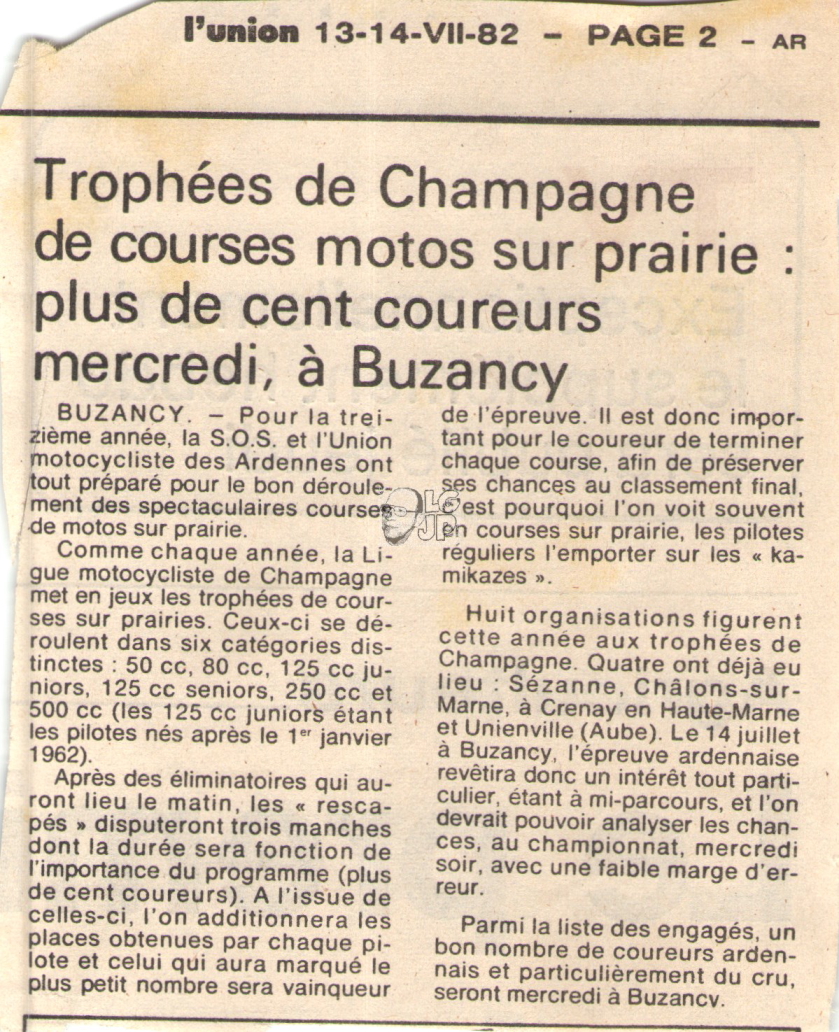 l'union 13-14-VII-82 – PAGE 2 – AR
Trophées de Champagne
de courses motos sur prairie :
plus de cent coureurs
mercredi, à Buzancy
BUZANCY. – Pour la trei-
zième année, la S.O.S. et l'Union
motocycliste des Ardennes ont
tout préparé pour le bon déroule-
ment des spectaculaires courses
de motos sur prairie.
Comme chaque année, la Li-
gue motocycliste de Champagne
met en jeux les trophées de cour-
ses sur prairies. Ceux-ci se dé-
roulent dans six catégories dis-
tinctes : 50 cc, 80 cc, 125 cc ju-
niors, 125 cc seniors, 250 cc et
500 cc (les 125 cc juniors étant
les pilotes nés après le 1er janvier
1962).
Après des éliminatoires qui au-
ront lieu le matin, les « resca-
pés » disputeront trois manches
dont la durée sera fonction de
l'importance du programme (plus
de cent coureurs). A l'issue de
celles-ci, l'on additionnera les
places obtenues par chaque pi-
lote et celui qui aura marqué le
plus petit nombre sera vainqueur
de l'épreuve. Il est donc impor-
tant pour le coureur de terminer
chaque course, afin de préserver
ses chances au classement final,
c'est pourquoi l'on voit souvent
en courses sur prairie, les pilotes
réguliers l'emporter sur les « ka-
mikazes ».
Huit organisations figurent
cette année aux trophées de
Champagne. Quatre ont déjà eu
lieu : Sézanne, Châlons-sur-
Marne, à Crenay en Haute-Marne
et Unienville (Aube). Le 14 juillet
à Buzancy, l'épreuve ardennaise
revêtira donc un intérêt tout parti-
culier, étant à mi-parcours, et l'on
devrait pouvoir analyser les chan-
ces, au championnat, mercredi
soir, avec une faible marge d'er-
reur.
Parmi la liste des engagés, un
bon nombre de coureurs arden-
nais et particulièrement du cru,
seront mercredi à Buzancy.
LG
JP